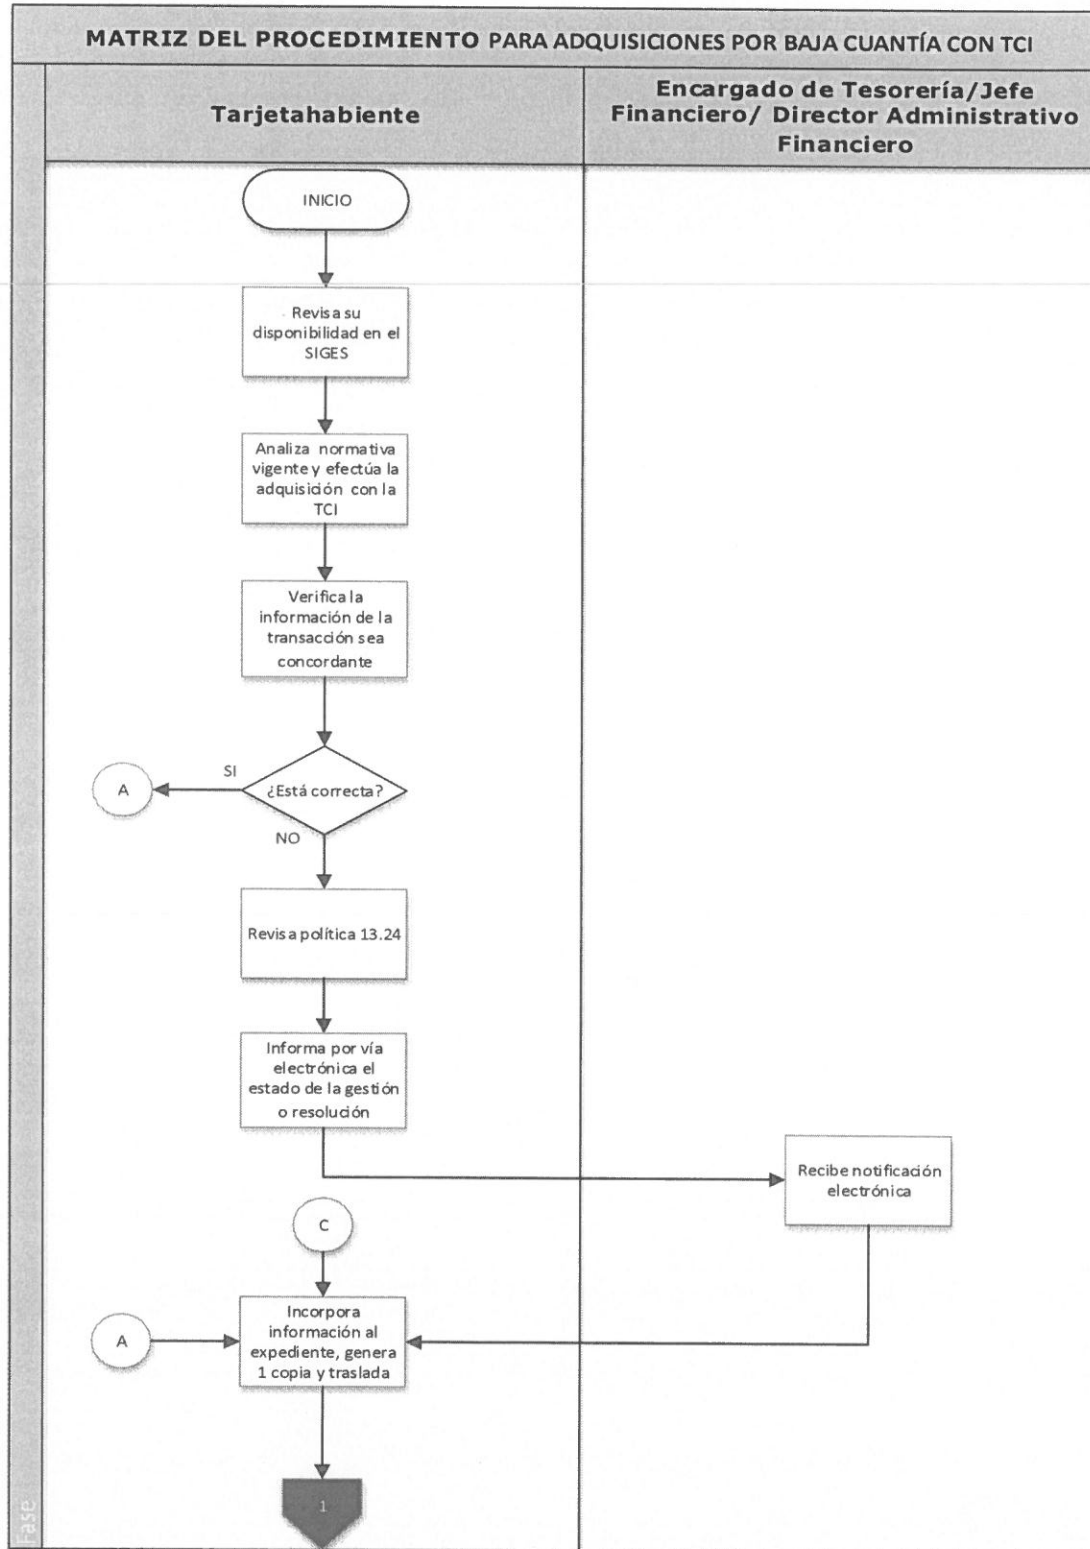 MATRIZ DEL PROCEDIMIENTO PARA ADQUISICIONES POR BAJA CUANTÍA CON TCI
Tarjetahabiente
Encargado de Tesorería/Jefe
Financiero/ Director Administrativo
Financiero
INICIO
Revisa su
disponibilidad en el
SIGES
Analiza normativa
vigente y efectúa la
adquisición con la
TCI
Verifica la
información de la
transacción sea
concordante
¿Está correcta?
SI
A
NO
Revisa política 13.24
Informa por vía
electrónica el
estado de la gestión
o resolución
Recibe notificación
electrónica
C
A
Incorpora
información al
expediente, genera
1 copia y traslada
1
Fase